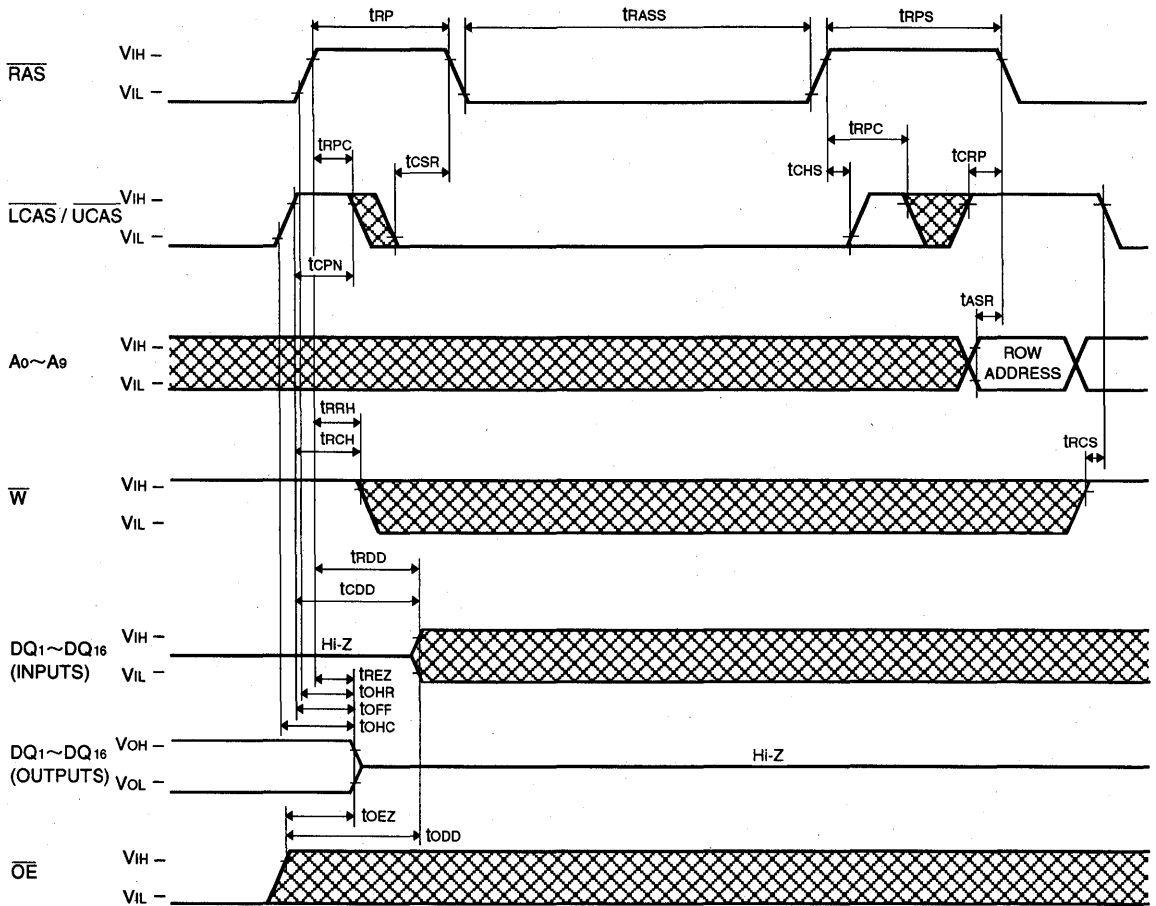 tRP tRASS tRPS
RAS VIH
VIL
tRPC tCSR tCHS tRPC tCRP
LCAS / UCAS VIH
VIL
tCPN
tASR
A0~A9 VIH
VIL
ROW
ADDRESS
tRRH
tRCH
tRCS
W VIH
VIL
tRDD
tCDD
DQ1~DQ16
(INPUTS)
VIH
VIL
Hi-Z
tREZ
tOHR
tOFF
tOHC
DQ1~DQ16
(OUTPUTS)
VOH
VOL
Hi-Z
tOEZ
tODD
OE VIH
VIL